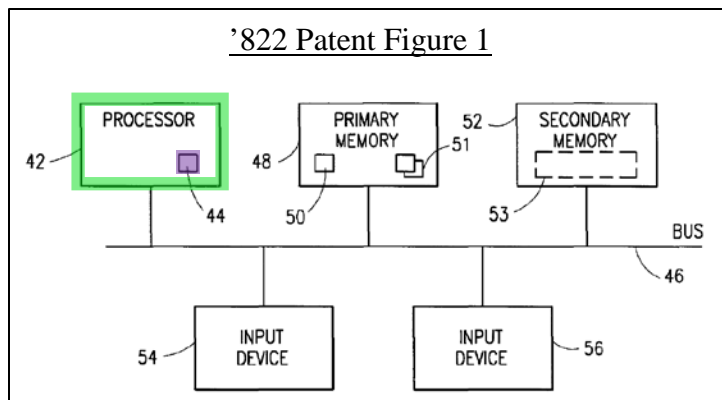 ’822 Patent Figure 1
PROCESSOR
42
44
PRIMARY
MEMORY
48
50
51
52
SECONDARY
MEMORY
53
BUS
46
INPUT
DEVICE
54
INPUT
DEVICE
56